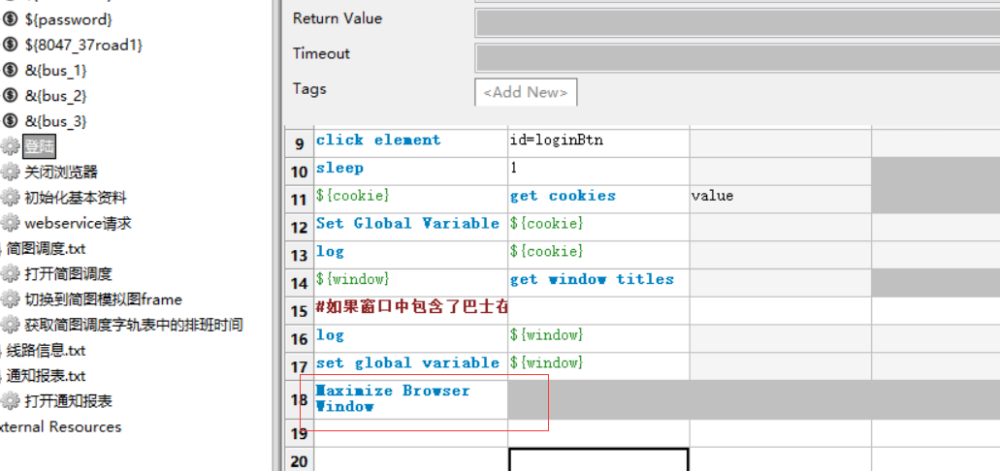 ${password}
${8047_37road1}
&{bus_1}
&{bus_2}
&{bus_3}
登陆
关闭浏览器
初始化基本资料
webservice请求
简图调度.txt
打开简图调度
切换到简图模拟图frame
获取简图调度字轨表中的排班时间
线路信息.txt
通知报表.txt
打开通知报表
xternal Resources
Return Value
Timeout
Tags
<Add New>
9 click element id=loginBtn
10 sleep 1
11 ${cookie} get cookies value
12 Set Global Variable ${cookie}
13 log ${cookie}
14 ${window} get window titles
15 #如果窗口中包含了巴士在
16 log ${window}
17 set global variable ${window}
18 Maximize Browser
Window
19
20